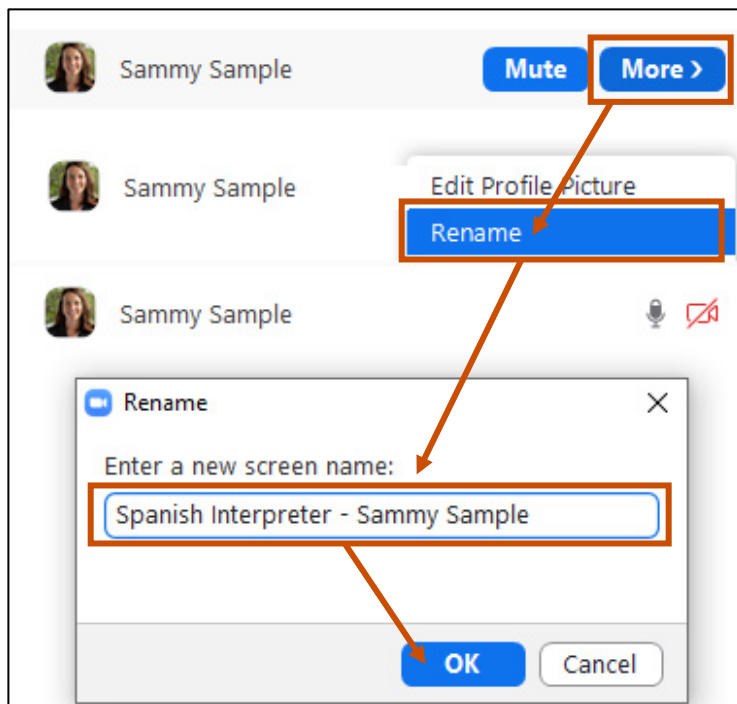 Sammy Sample Mute More >
Sammy Sample Edit Profile Picture
Rename
Sammy Sample
Rename
Enter a new screen name:
Spanish Interpreter - Sammy Sample
OK Cancel